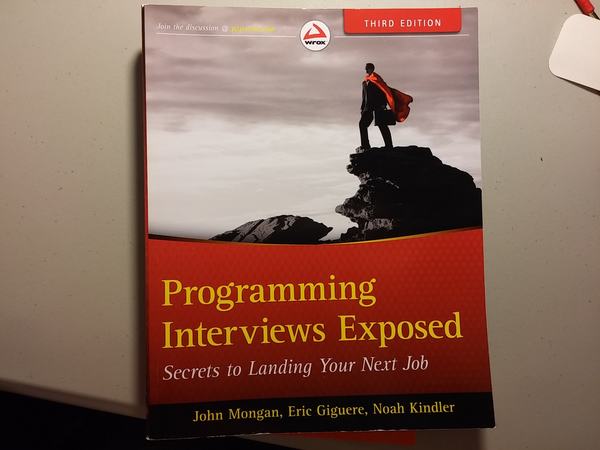 Join the discussion @
THIRD EDITION
wrox
Programming
Interviews Exposed
Secrets to Landing Your Next Job
John Mongan, Eric Giguere, Noah Kindler